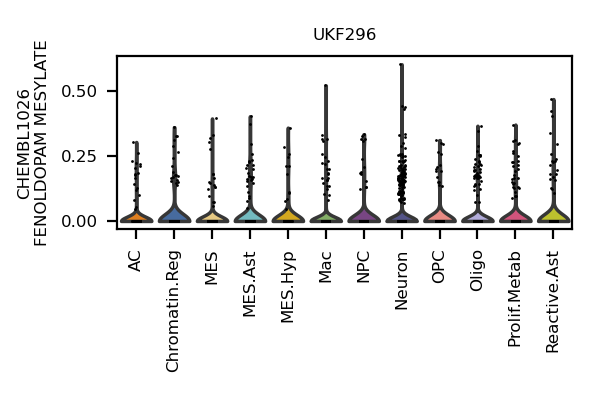 UKF296
CHEMBL1026
FENOLDOPAM MESYLATE
0.50
0.25
0.00
AC
Chromatin.Reg
MES
MES.Ast
MES.Hyp
Mac
NPC
Neuron
OPC
Oligo
Prolif.Metab
Reactive.Ast